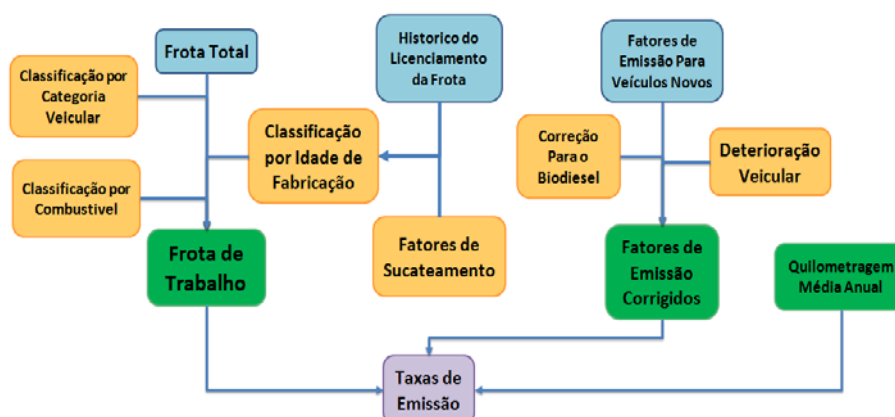 Frota Total
Historico do
Licenciamento
da Frota
Fatores de
Emissão Para
Veículos Novos
Classificação por
Categoria
Veicular
Classificação
por Idade de
Fabricação
Correção
Para o
Biodiesel
Deterioração
Veicular
Classificação por
Combustivel
Frota de
Trabalho
Fatores de
Sucateamento
Fatores de
Emissão
Corrigidos
Quilometragem
Média Anual
Taxas de
Emissão